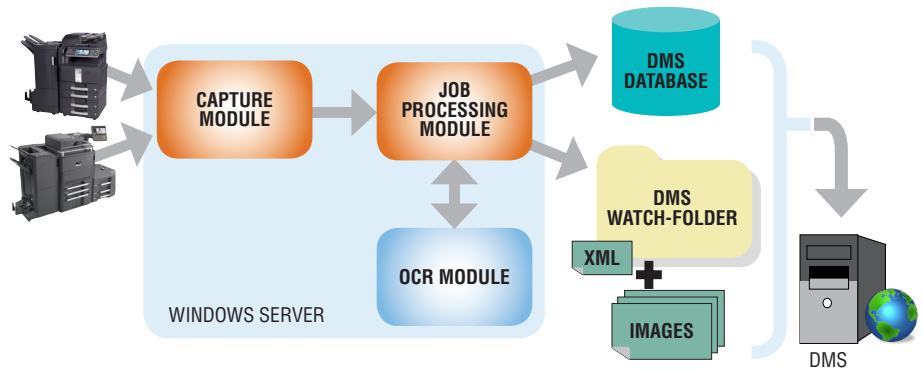 CAPTURE
MODULE
JOB
PROCESSING
MODULE
DMS
DATABASE
DMS
WATCH-FOLDER
OCR MODULE
XML
IMAGES
WINDOWS SERVER
DMS